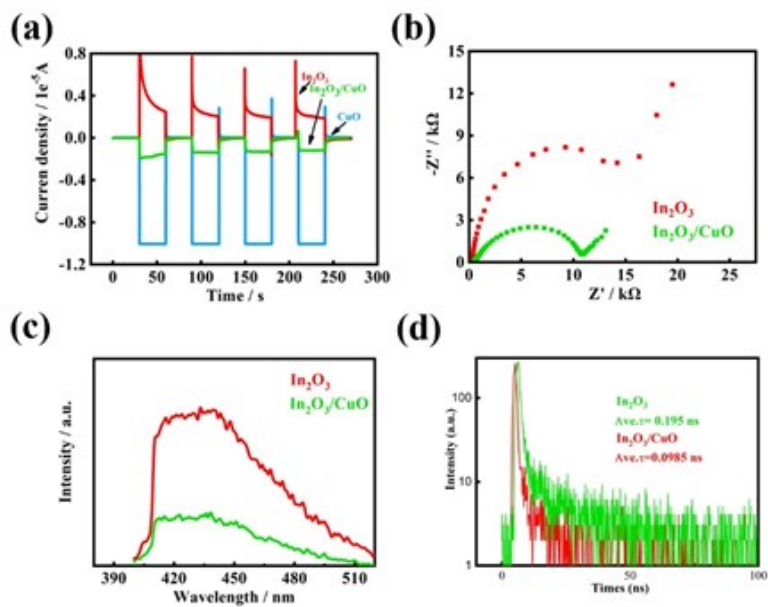 (a)
0.8
0.4
0.0
-0.4
-0.8
-1.2
Curren density / 1e⁻⁵A
In₂O₃
In₂O₃/CuO
CuO
0 50 100 150 200 250 300
Time / s
(b)
15
12
9
6
3
0
-Z'' / kΩ
In₂O₃
In₂O₃/CuO
0 5 10 15 20 25
Z' / kΩ
(c)
Intensity / a.u.
In₂O₃
In₂O₃/CuO
390 420 450 480 510
Wavelength / nm
(d)
100
10
1
Intensity (a.u.)
In₂O₃
Ave.τ= 0.195 ns
In₂O₃/CuO
Ave.τ=0.0985 ns
0 50 100
Times (ns)